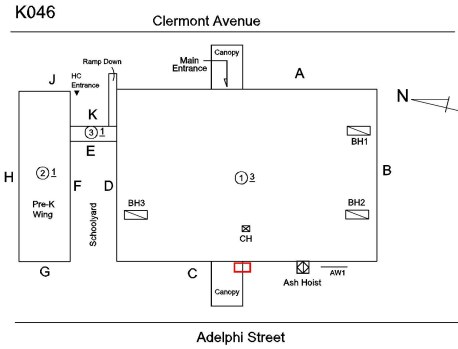 K046
Clermont Avenue
Canopy
Ramp Down
Main
Entrance
A
J
HC
Entrance
N
K
3 1
E
BH1
H
2 1
F
D
1 3
B
Pre-K
Wing
Schoolyard
BH3
BH2
CH
G
C
Canopy
Ash Hoist
AW1
Adelphi Street